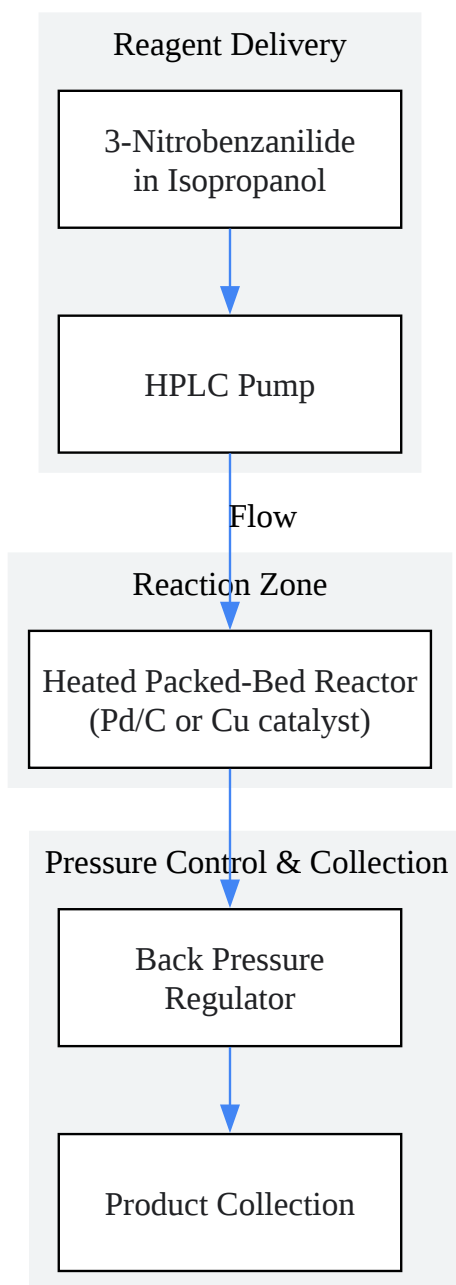 Reagent Delivery
3-Nitrobenzanilide
in Isopropanol
HPLC Pump
Flow
Reaction Zone
Heated Packed-Bed Reactor
(Pd/C or Cu catalyst)
Pressure Control & Collection
Back Pressure
Regulator
Product Collection